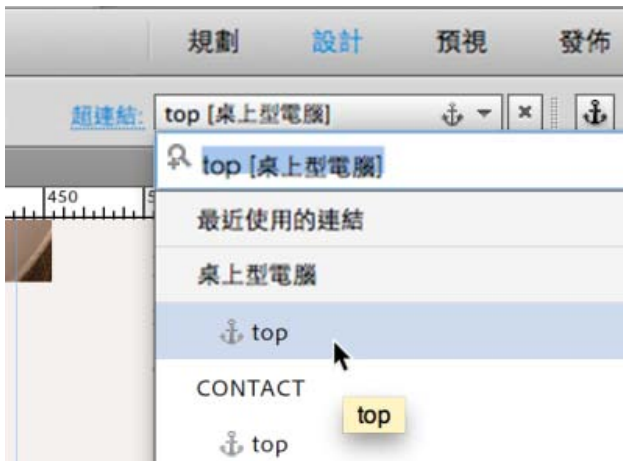 規劃 設計 預視 發佈
超連結: top [桌上型電腦]
top [桌上型電腦]
450 5
最近使用的連結
桌上型電腦
top
CONTACT
top
top